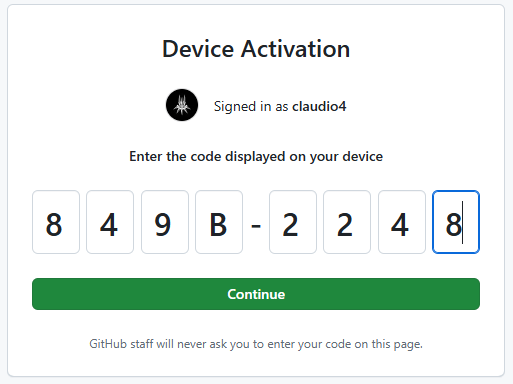 Device Activation
Signed in as claudio4
Enter the code displayed on your device
8 4 9 B - 2 2 4 8
Continue
GitHub staff will never ask you to enter your code on this page.